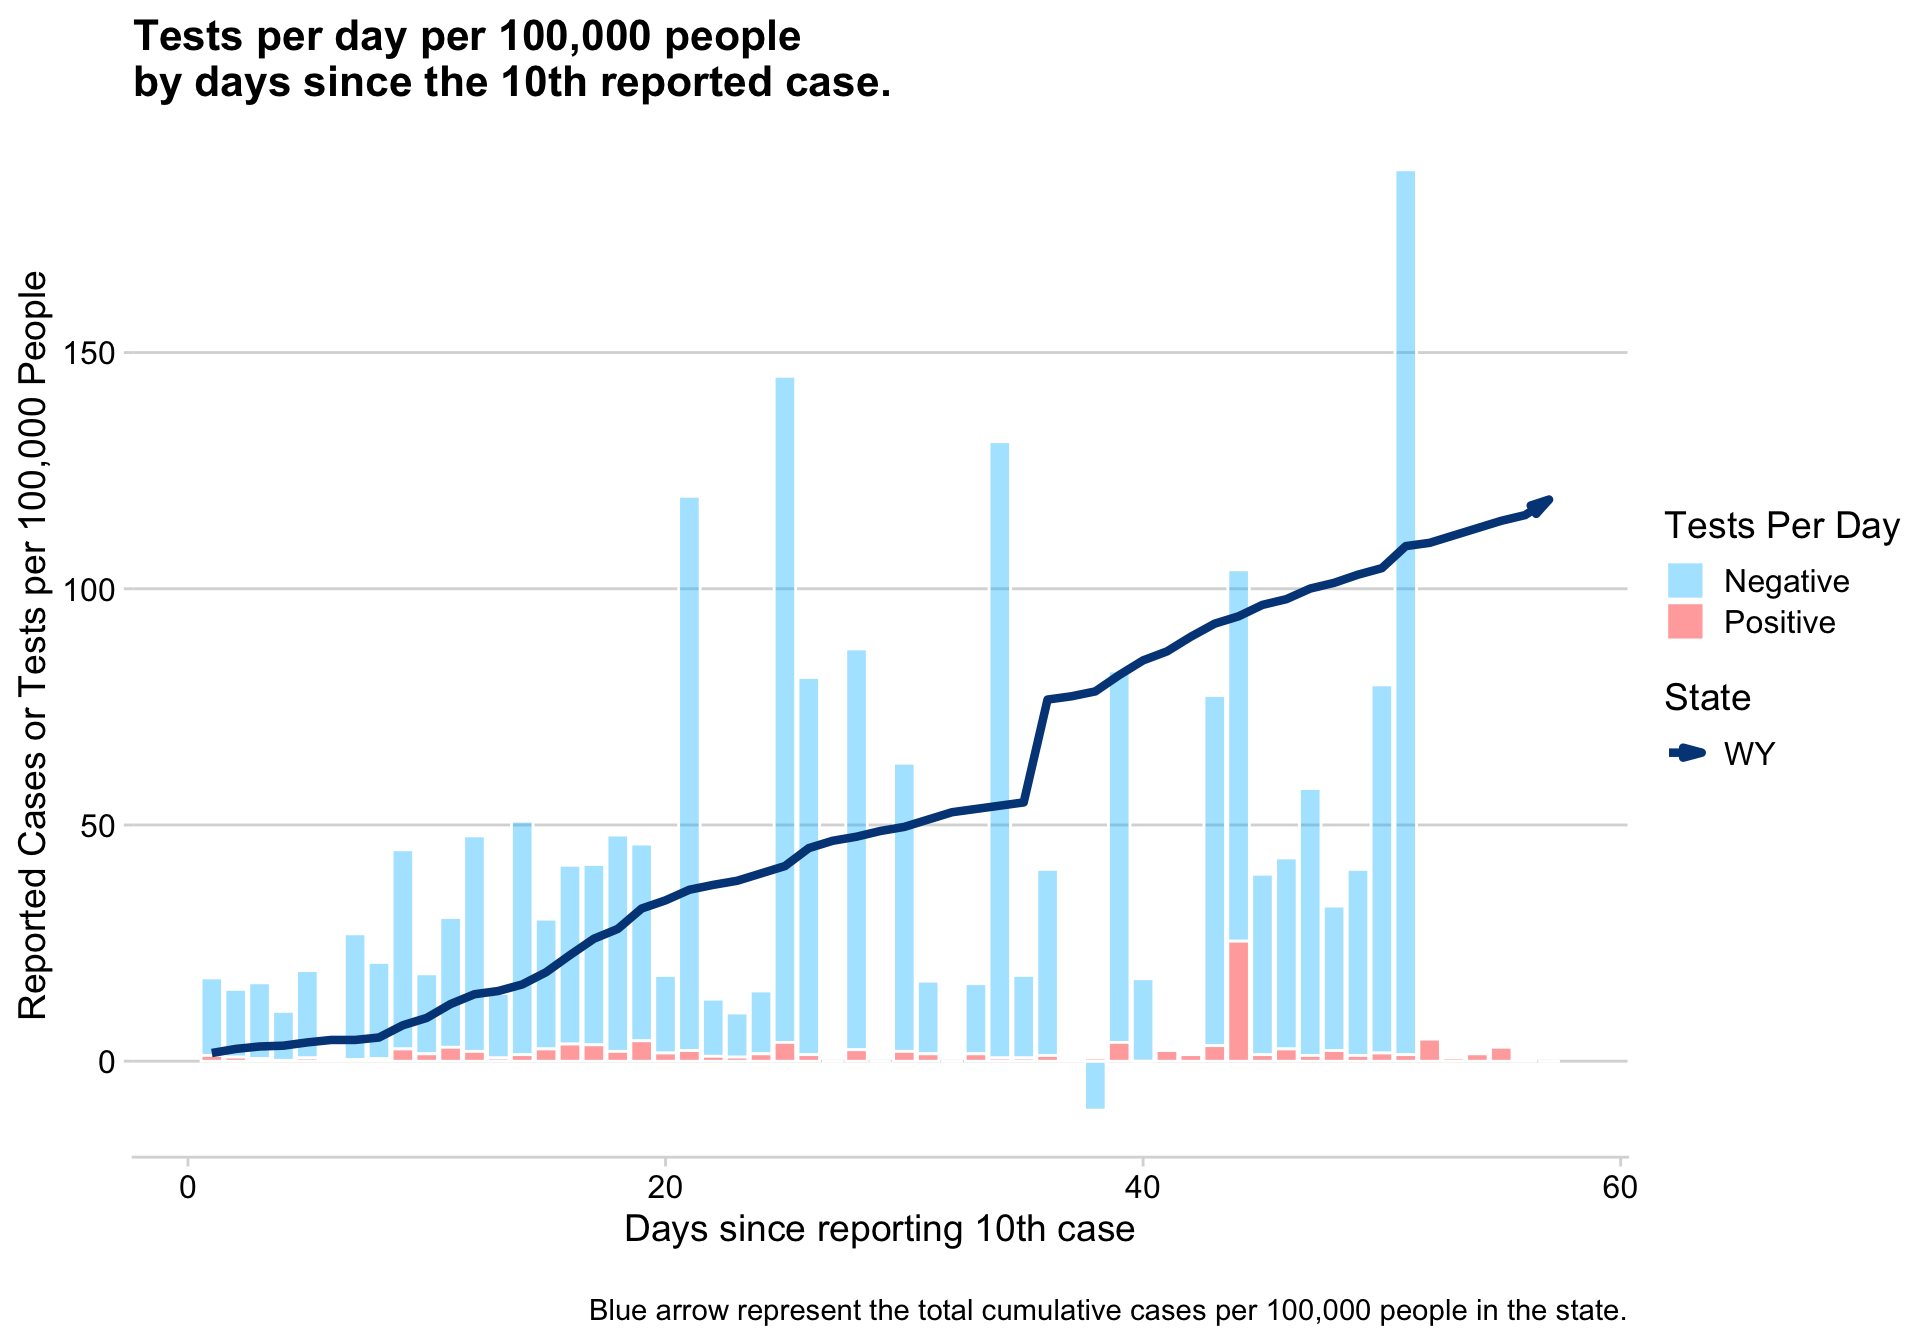 Tests per day per 100,000 people
by days since the 10th reported case.
Reported Cases or Tests per 100,000 People
150
100
50
0
0
20
40
60
Days since reporting 10th case
Tests Per Day
Negative
Positive
State
WY
Blue arrow represent the total cumulative cases per 100,000 people in the state.